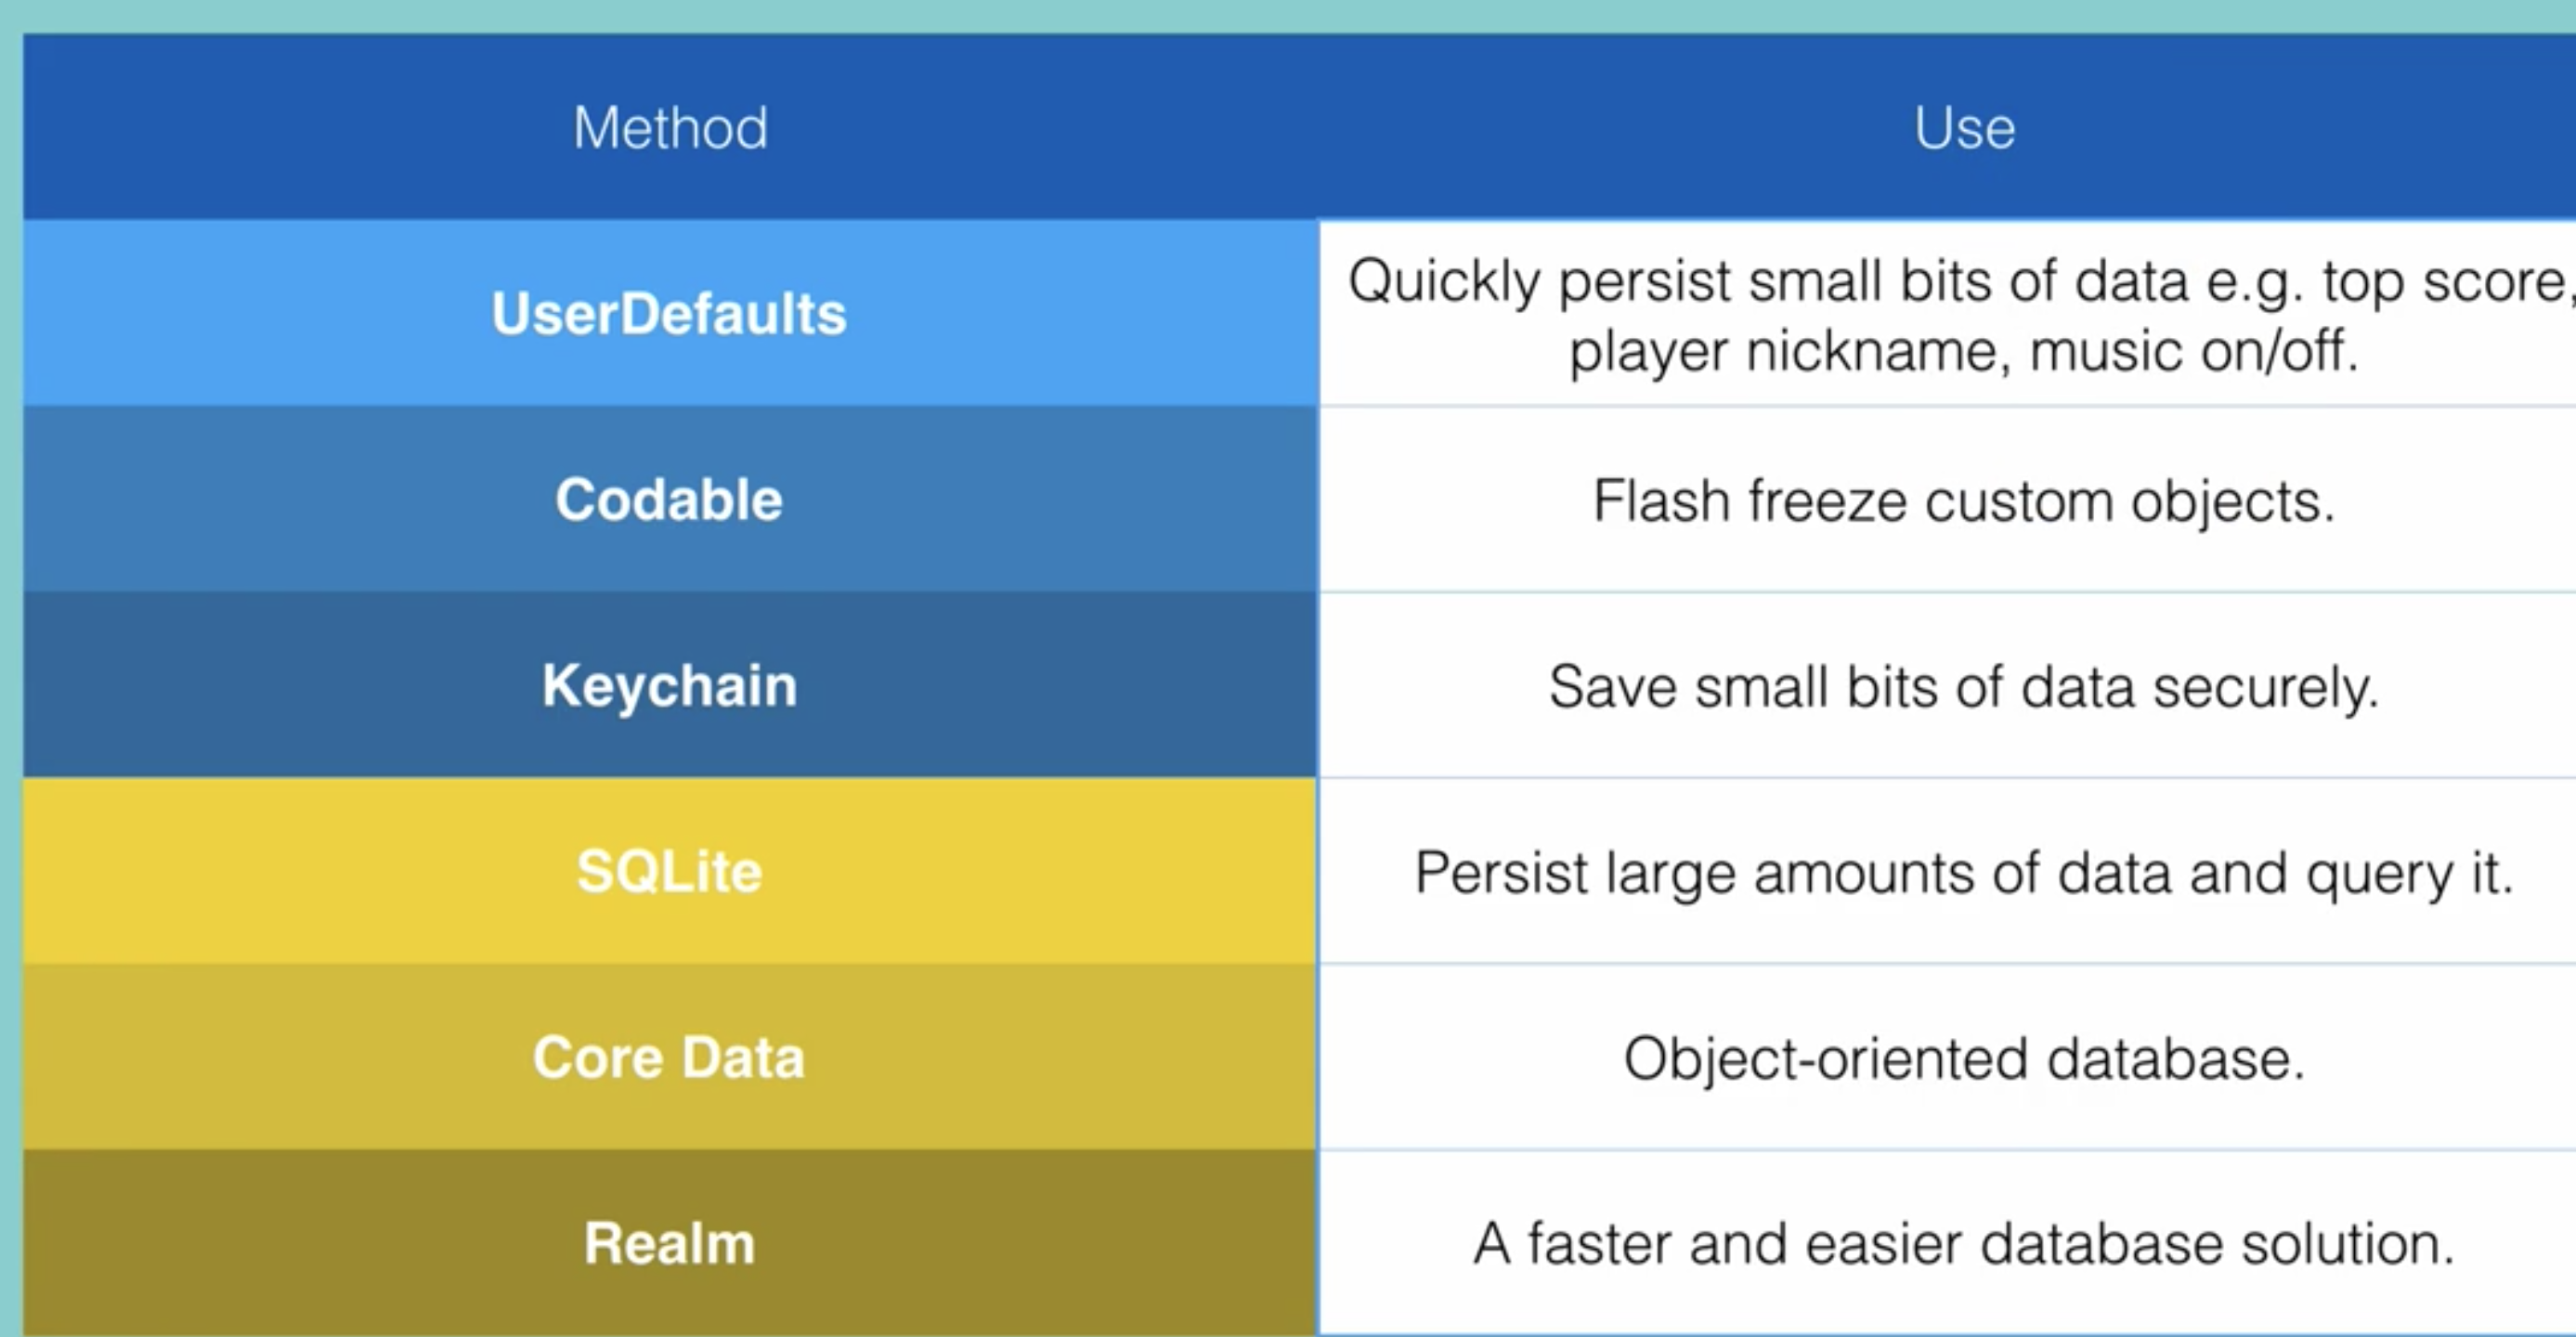 Method
Use
UserDefaults
Quickly persist small bits of data e.g. top score,
player nickname, music on/off.
Codable
Flash freeze custom objects.
Keychain
Save small bits of data securely.
SQLite
Persist large amounts of data and query it.
Core Data
Object-oriented database.
Realm
A faster and easier database solution.